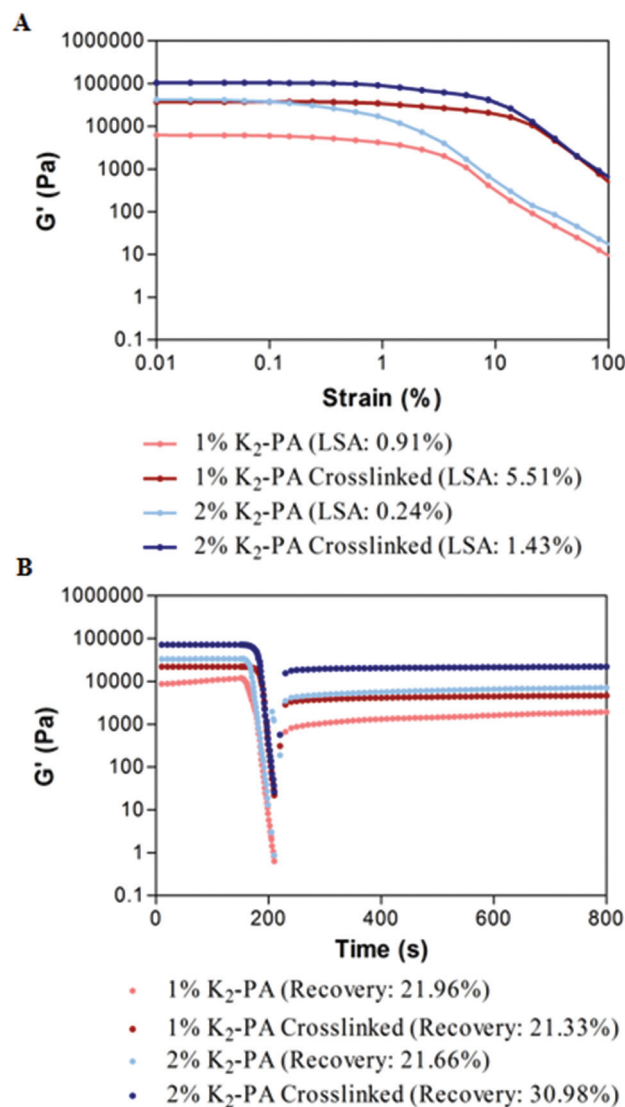 A
1000000
100000
10000
1000
100
10
1
0.1
G' (Pa)
0.01 0.1 1 10 100
Strain (%)
1% K₂-PA (LSA: 0.91%)
1% K₂-PA Crosslinked (LSA: 5.51%)
2% K₂-PA (LSA: 0.24%)
2% K₂-PA Crosslinked (LSA: 1.43%)
B
1000000
100000
10000
1000
100
10
1
0.1
G' (Pa)
0 200 400 600 800
Time (s)
1% K₂-PA (Recovery: 21.96%)
1% K₂-PA Crosslinked (Recovery: 21.33%)
2% K₂-PA (Recovery: 21.66%)
2% K₂-PA Crosslinked (Recovery: 30.98%)